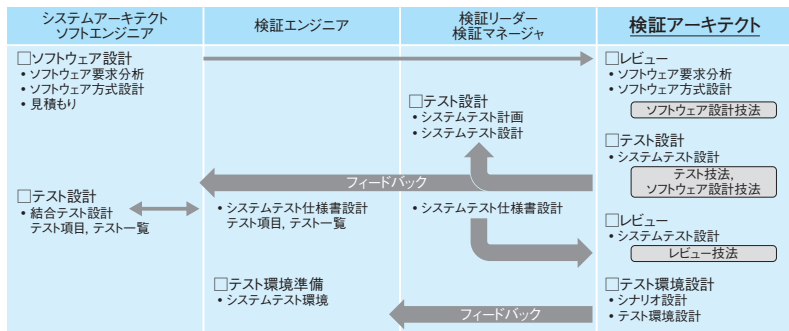 システムアーキテクト
ソフトエンジニア
検証エンジニア
検証リーダー
検証マネージャ
検証アーキテクト
□ソフトウェア設計
• ソフトウェア要求分析
• ソフトウェア方式設計
• 見積もり
□レビュー
• ソフトウェア要求分析
• ソフトウェア方式設計
ソフトウェア設計技法
□テスト設計
• システムテスト計画
• システムテスト設計
□テスト設計
• システムテスト設計
テスト技法,
ソフトウェア設計技法
フィードバック
□テスト設計
• 結合テスト設計
テスト項目, テスト一覧
• システムテスト仕様書設計
テスト項目, テスト一覧
• システムテスト仕様書設計
□レビュー
• システムテスト設計
レビュー技法
□テスト環境準備
• システムテスト環境
□テスト環境設計
• シナリオ設計
• テスト環境設計
フィードバック